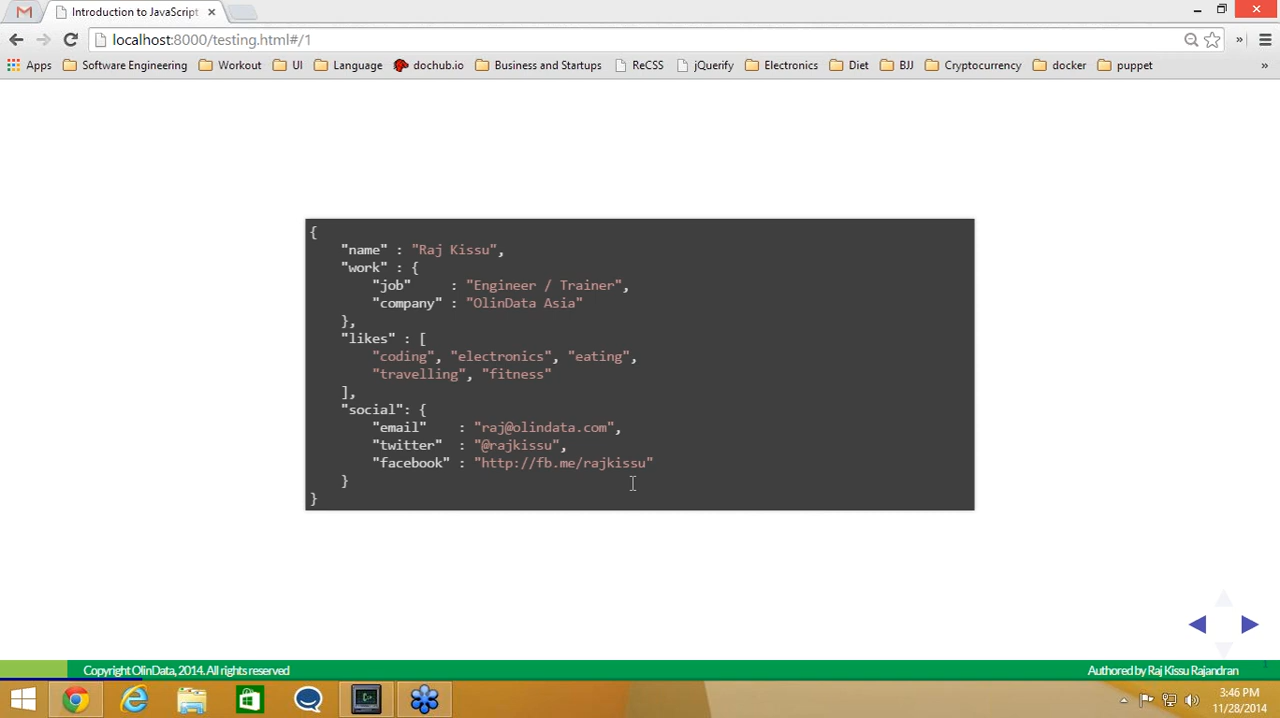 Introduction to JavaScript
localhost:8000/testing.html#/1
Apps Software Engineering Workout UI Language dochub.io Business and Startups ReCSS jQuerify Electronics Diet BJJ Cryptocurrency docker puppet
{
"name" : "Raj Kissu",
"work" : {
"job" : "Engineer / Trainer",
"company" : "OlinData Asia"
},
"likes" : [
"coding", "electronics", "eating",
"travelling", "fitness"
],
"social": {
"email" : "raj@olindata.com",
"twitter" : "@rajkissu",
"facebook" : "http://fb.me/rajkissu"
}
}
1
Copyright OlinData, 2014. All rights reserved
Authored by Raj Kissu Rajandran
3:46 PM
11/28/2014